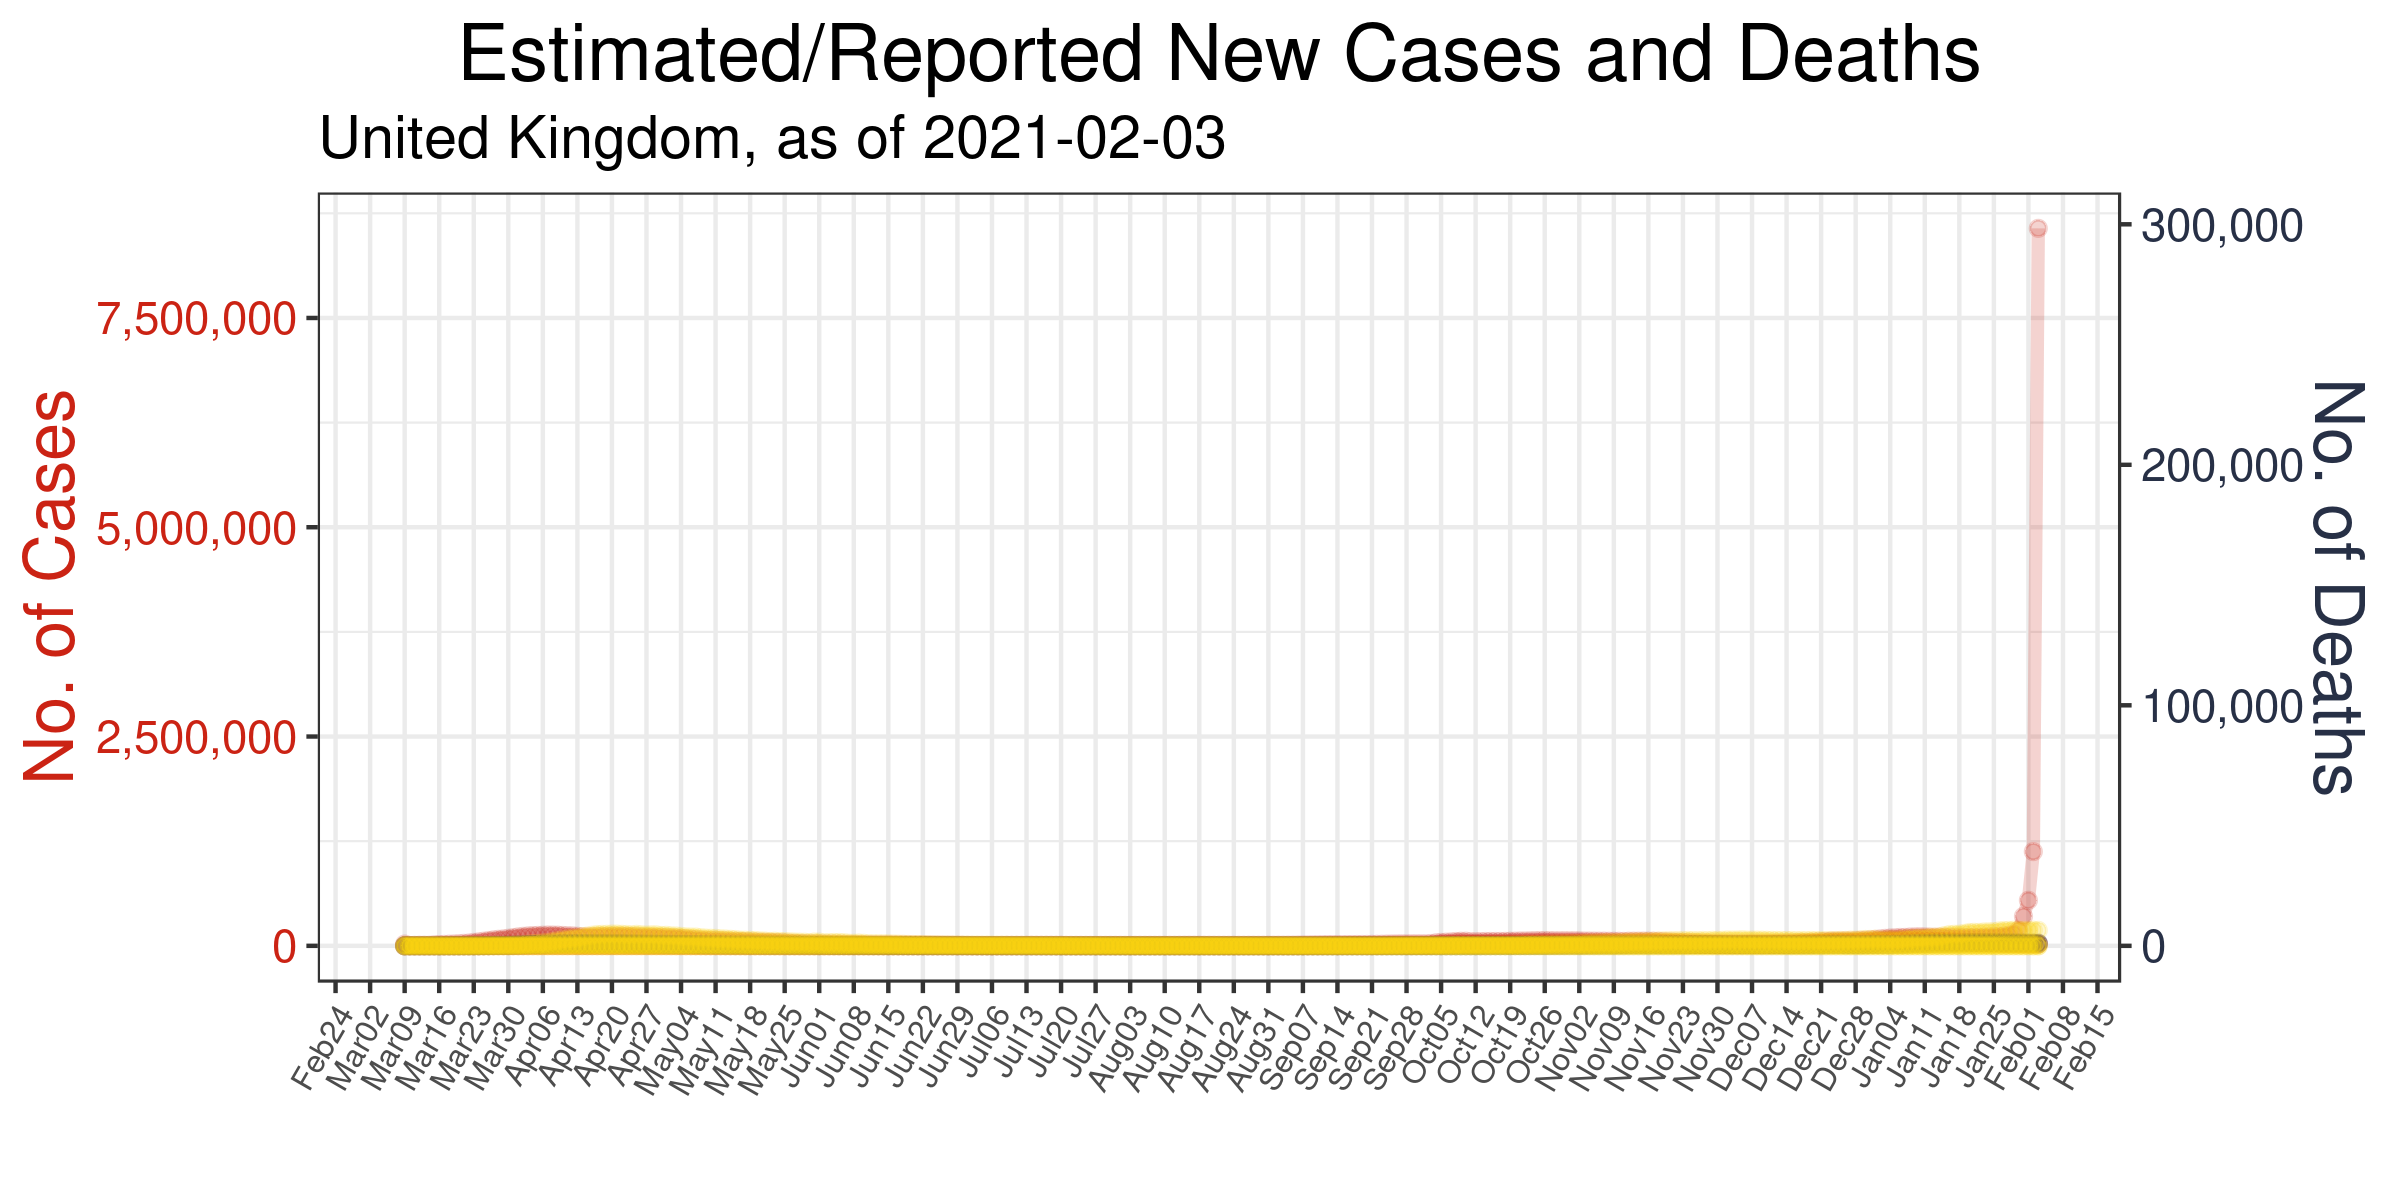 Estimated/Reported New Cases and Deaths
United Kingdom, as of 2021-02-03
No. of Cases
7,500,000
5,000,000
2,500,000
0
300,000
200,000
100,000
0
No. of Deaths
Feb24
Mar02
Mar09
Mar16
Mar23
Mar30
Apr06
Apr13
Apr20
Apr27
May04
May11
May18
May25
Jun01
Jun08
Jun15
Jun22
Jun29
Jul06
Jul13
Jul20
Jul27
Aug03
Aug10
Aug17
Aug24
Aug31
Sep07
Sep14
Sep21
Sep28
Oct05
Oct12
Oct19
Oct26
Nov02
Nov09
Nov16
Nov23
Nov30
Dec07
Dec14
Dec21
Dec28
Jan04
Jan11
Jan18
Jan25
Feb01
Feb08
Feb15